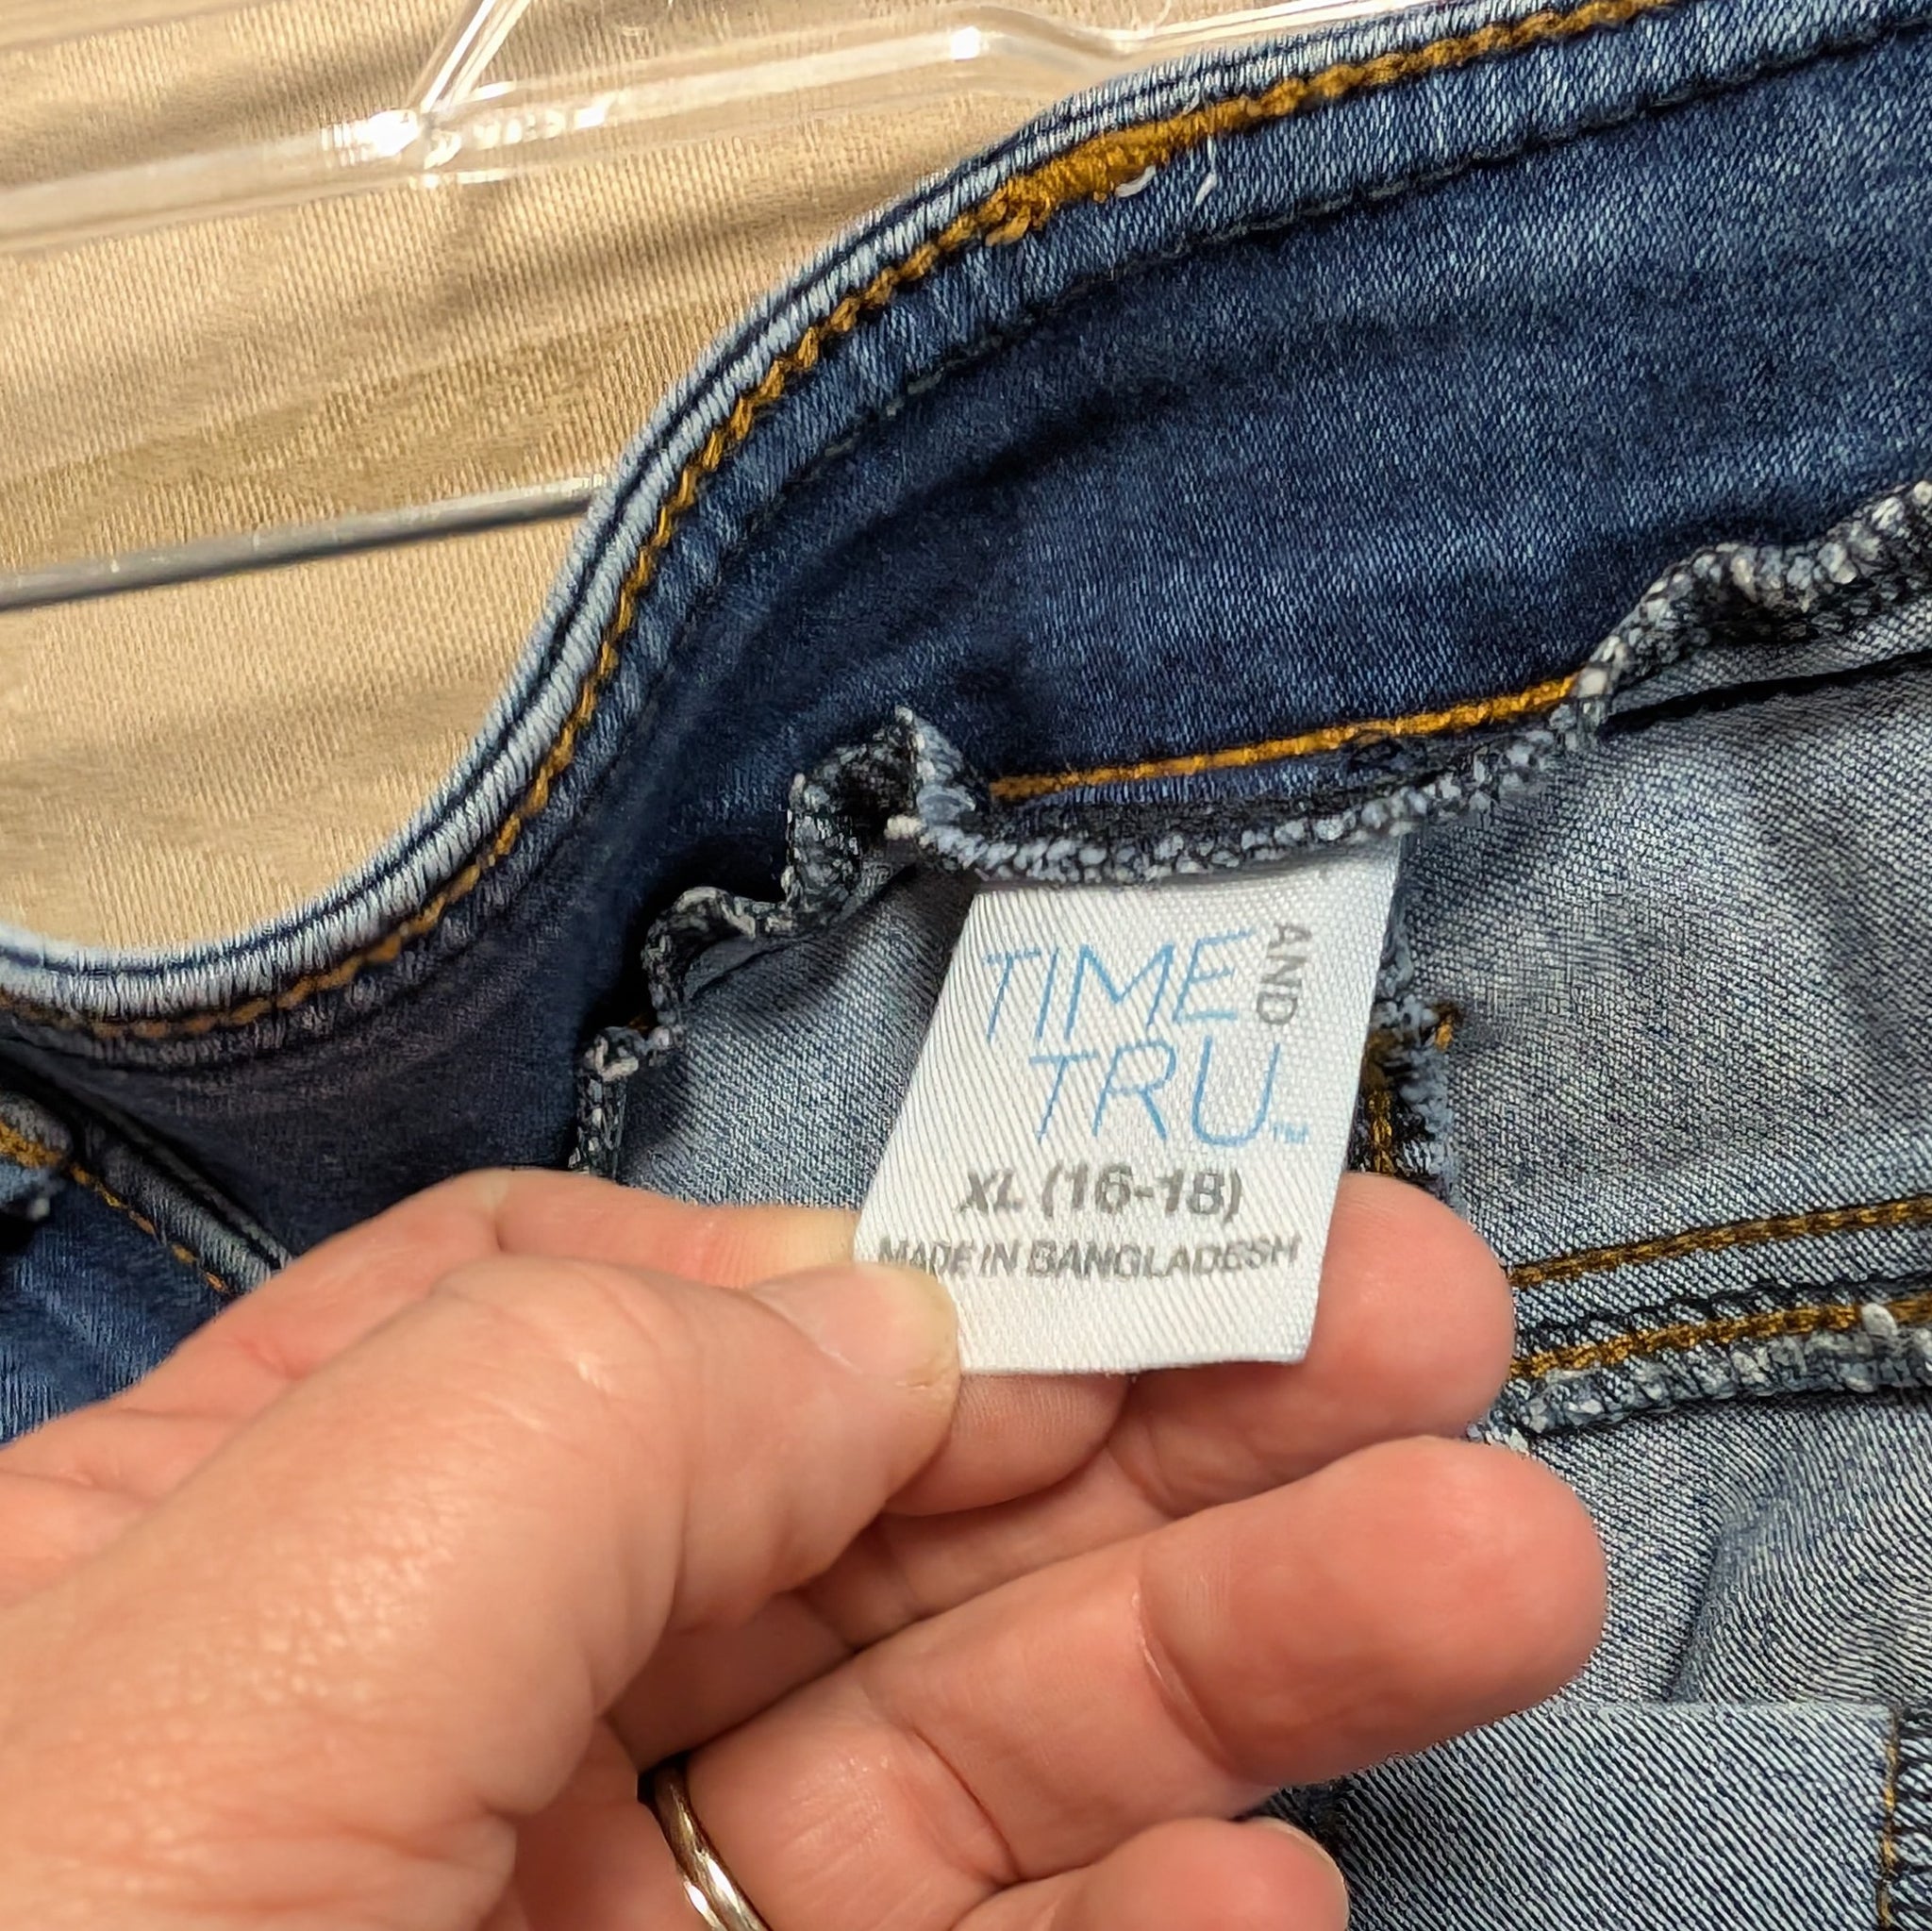 TIME AND
TRU™
XL (16-18)
MADE IN BANGLADESH